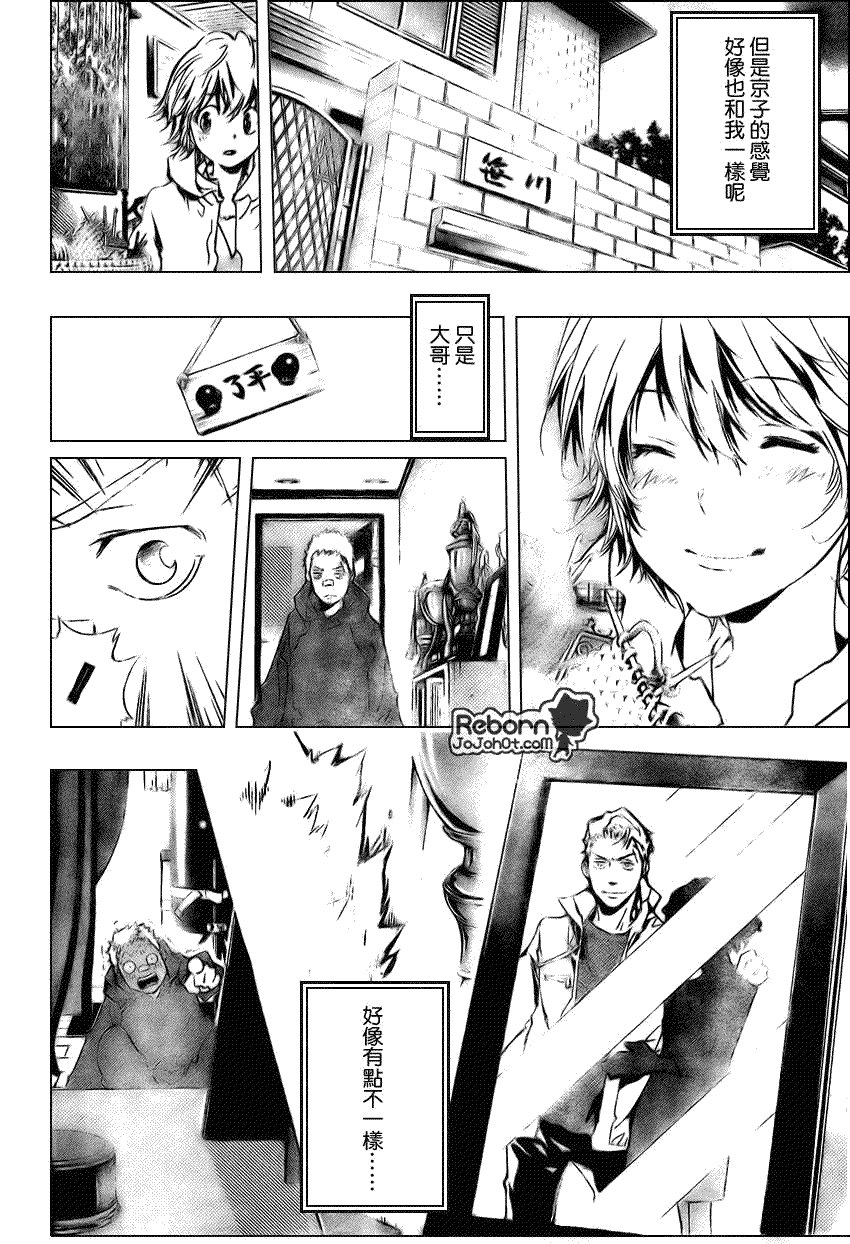 但是京子的感覺
好像也和我一樣呢
笹川
只是
大哥……
了平
Reborn
JoJoHOt.com
好像有點不一樣……